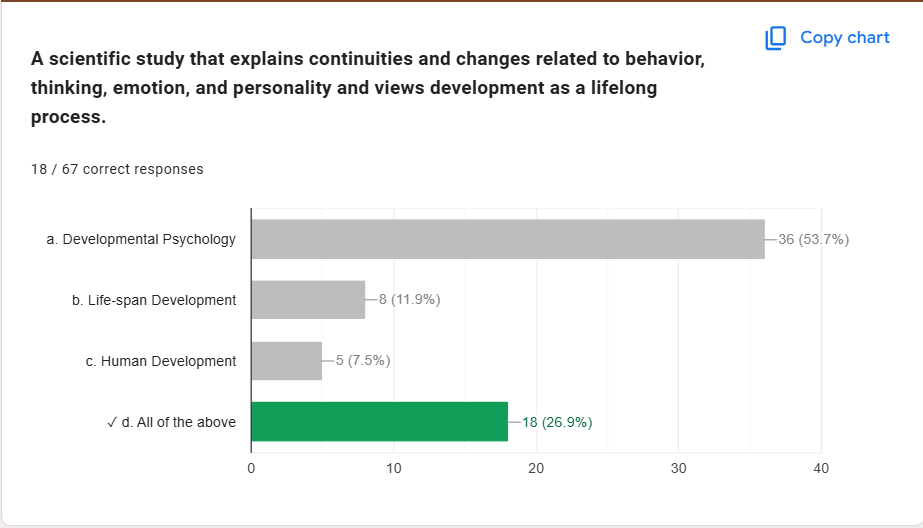 Copy chart
A scientific study that explains continuities and changes related to behavior,
thinking, emotion, and personality and views development as a lifelong
process.
18 / 67 correct responses
a. Developmental Psychology
36 (53.7%)
b. Life-span Development
8 (11.9%)
c. Human Development
5 (7.5%)
✓ d. All of the above
18 (26.9%)
0 10 20 30 40